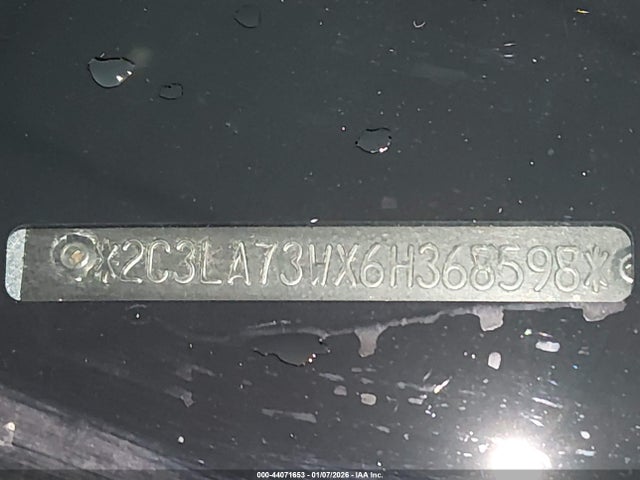 *2C3LA73WX6H368598*
000-44071653 - 01/07/2026 - IAA Inc.